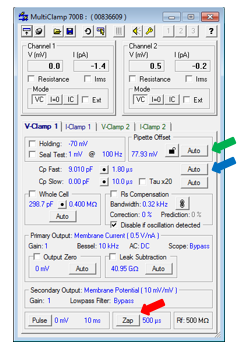 MultiClamp 700B : ( 00836609 )
1 2 3 ?
Channel 1
V (mV) I (pA)
0.0 -1.4
Resistance Irms
Mode
VC I=0 IC Ext
Channel 2
V (mV) I (pA)
0.5 -0.2
Resistance Irms
Mode
VC I=0 IC Ext
V-Clamp 1 I-Clamp 1 V-Clamp 2 I-Clamp 2
Holding: -70 mV
Seal Test: 1 mV @ 100 Hz
Pipette Offset
77.93 mV Auto
Cp Fast: 9.010 pF 1.80 µs Auto
Cp Slow: 0.00 pF 10.0 µs Tau x20 Auto
Whole Cell
298.7 pF 0.400 MΩ
Auto
Rs Compensation
Bandwidth: 0.32 kHz
Correction: 0 % Prediction: 0 %
Disable if oscillation detected
Primary Output: Membrane Current ( 0.5 V/nA )
Gain: 1 Bessel: 10 kHz AC: DC Scope: Bypass
Output Zero
0 mV Auto
Leak Subtraction
40.95 GΩ Auto
Secondary Output: Membrane Potential ( 10 mV/mV )
Gain: 1 Lowpass Filter: Bypass
Pulse 0 mV 10 ms Zap 500 µs Rf: 500 MΩ